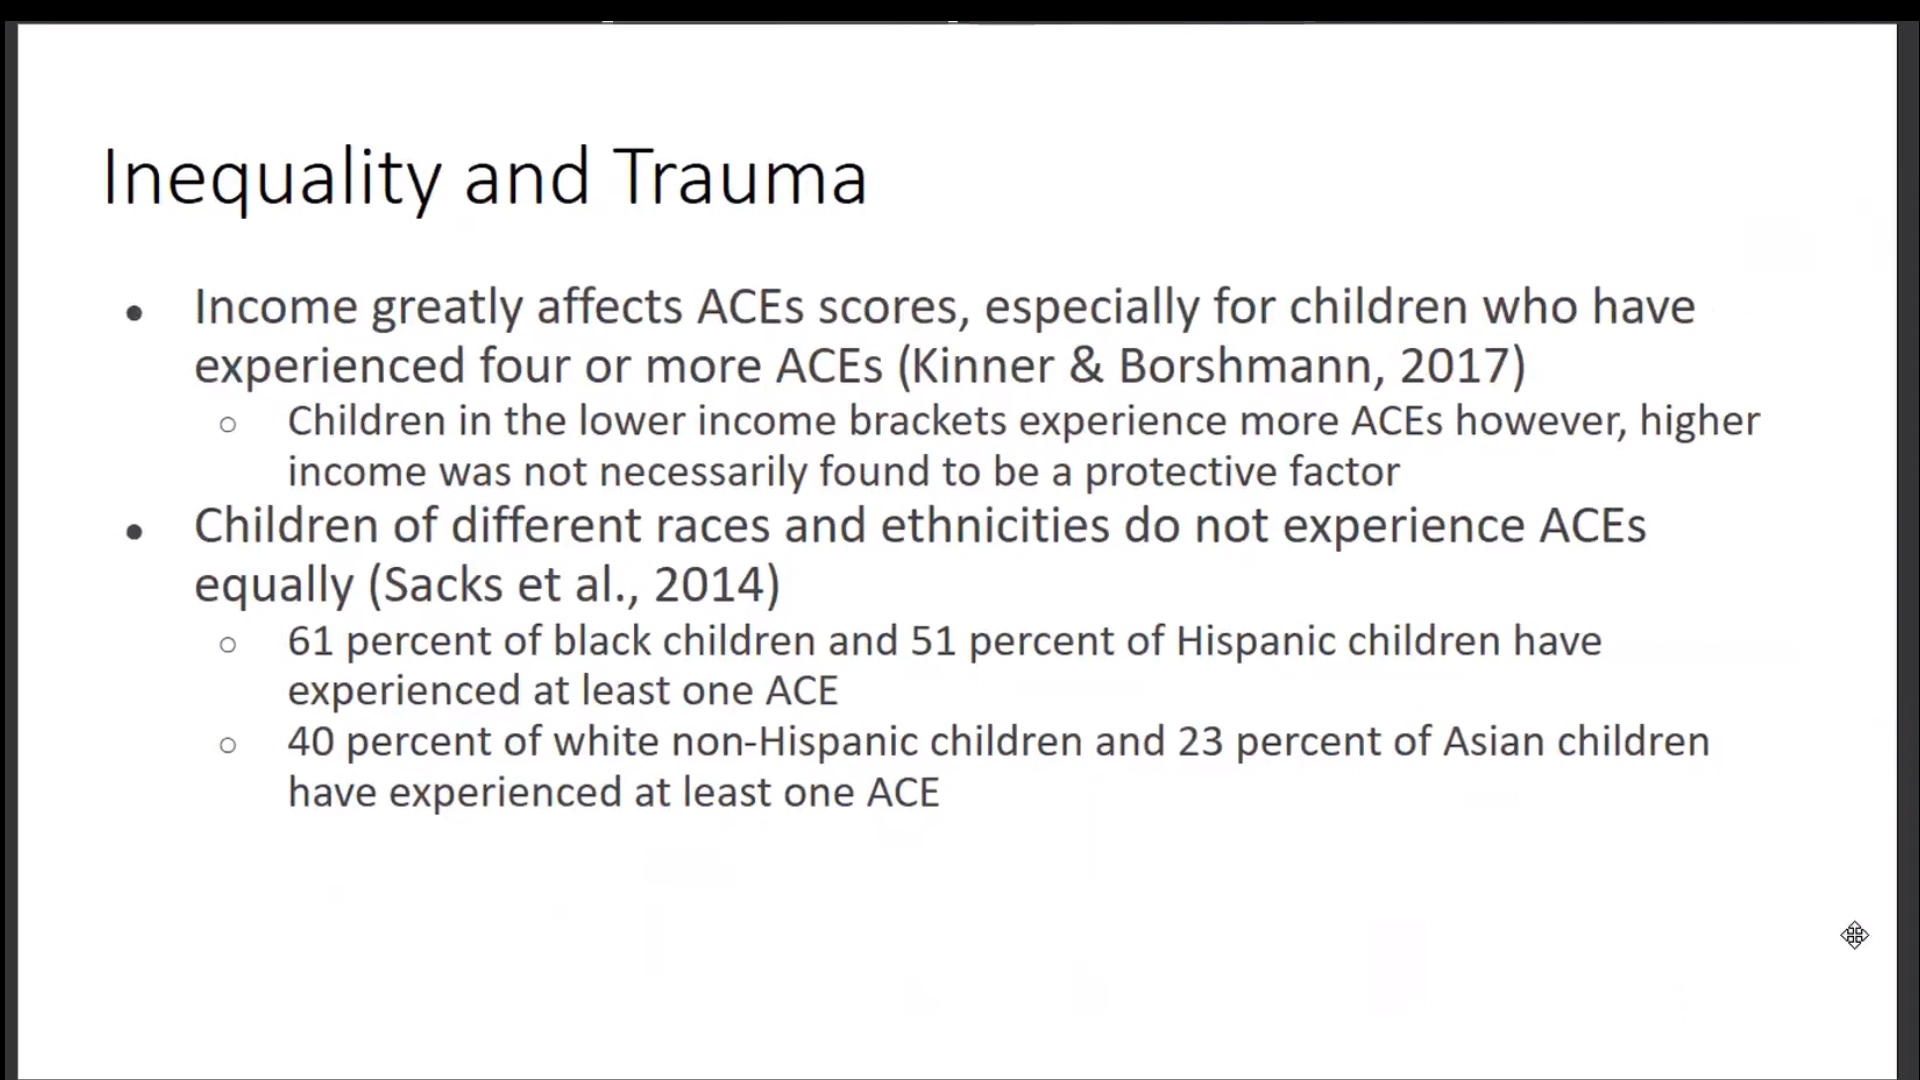 Inequality and Trauma
• Income greatly affects ACEs scores, especially for children who have
experienced four or more ACEs (Kinner & Borshmann, 2017)
○ Children in the lower income brackets experience more ACEs however, higher
income was not necessarily found to be a protective factor
• Children of different races and ethnicities do not experience ACEs
equally (Sacks et al., 2014)
○ 61 percent of black children and 51 percent of Hispanic children have
experienced at least one ACE
○ 40 percent of white non-Hispanic children and 23 percent of Asian children
have experienced at least one ACE